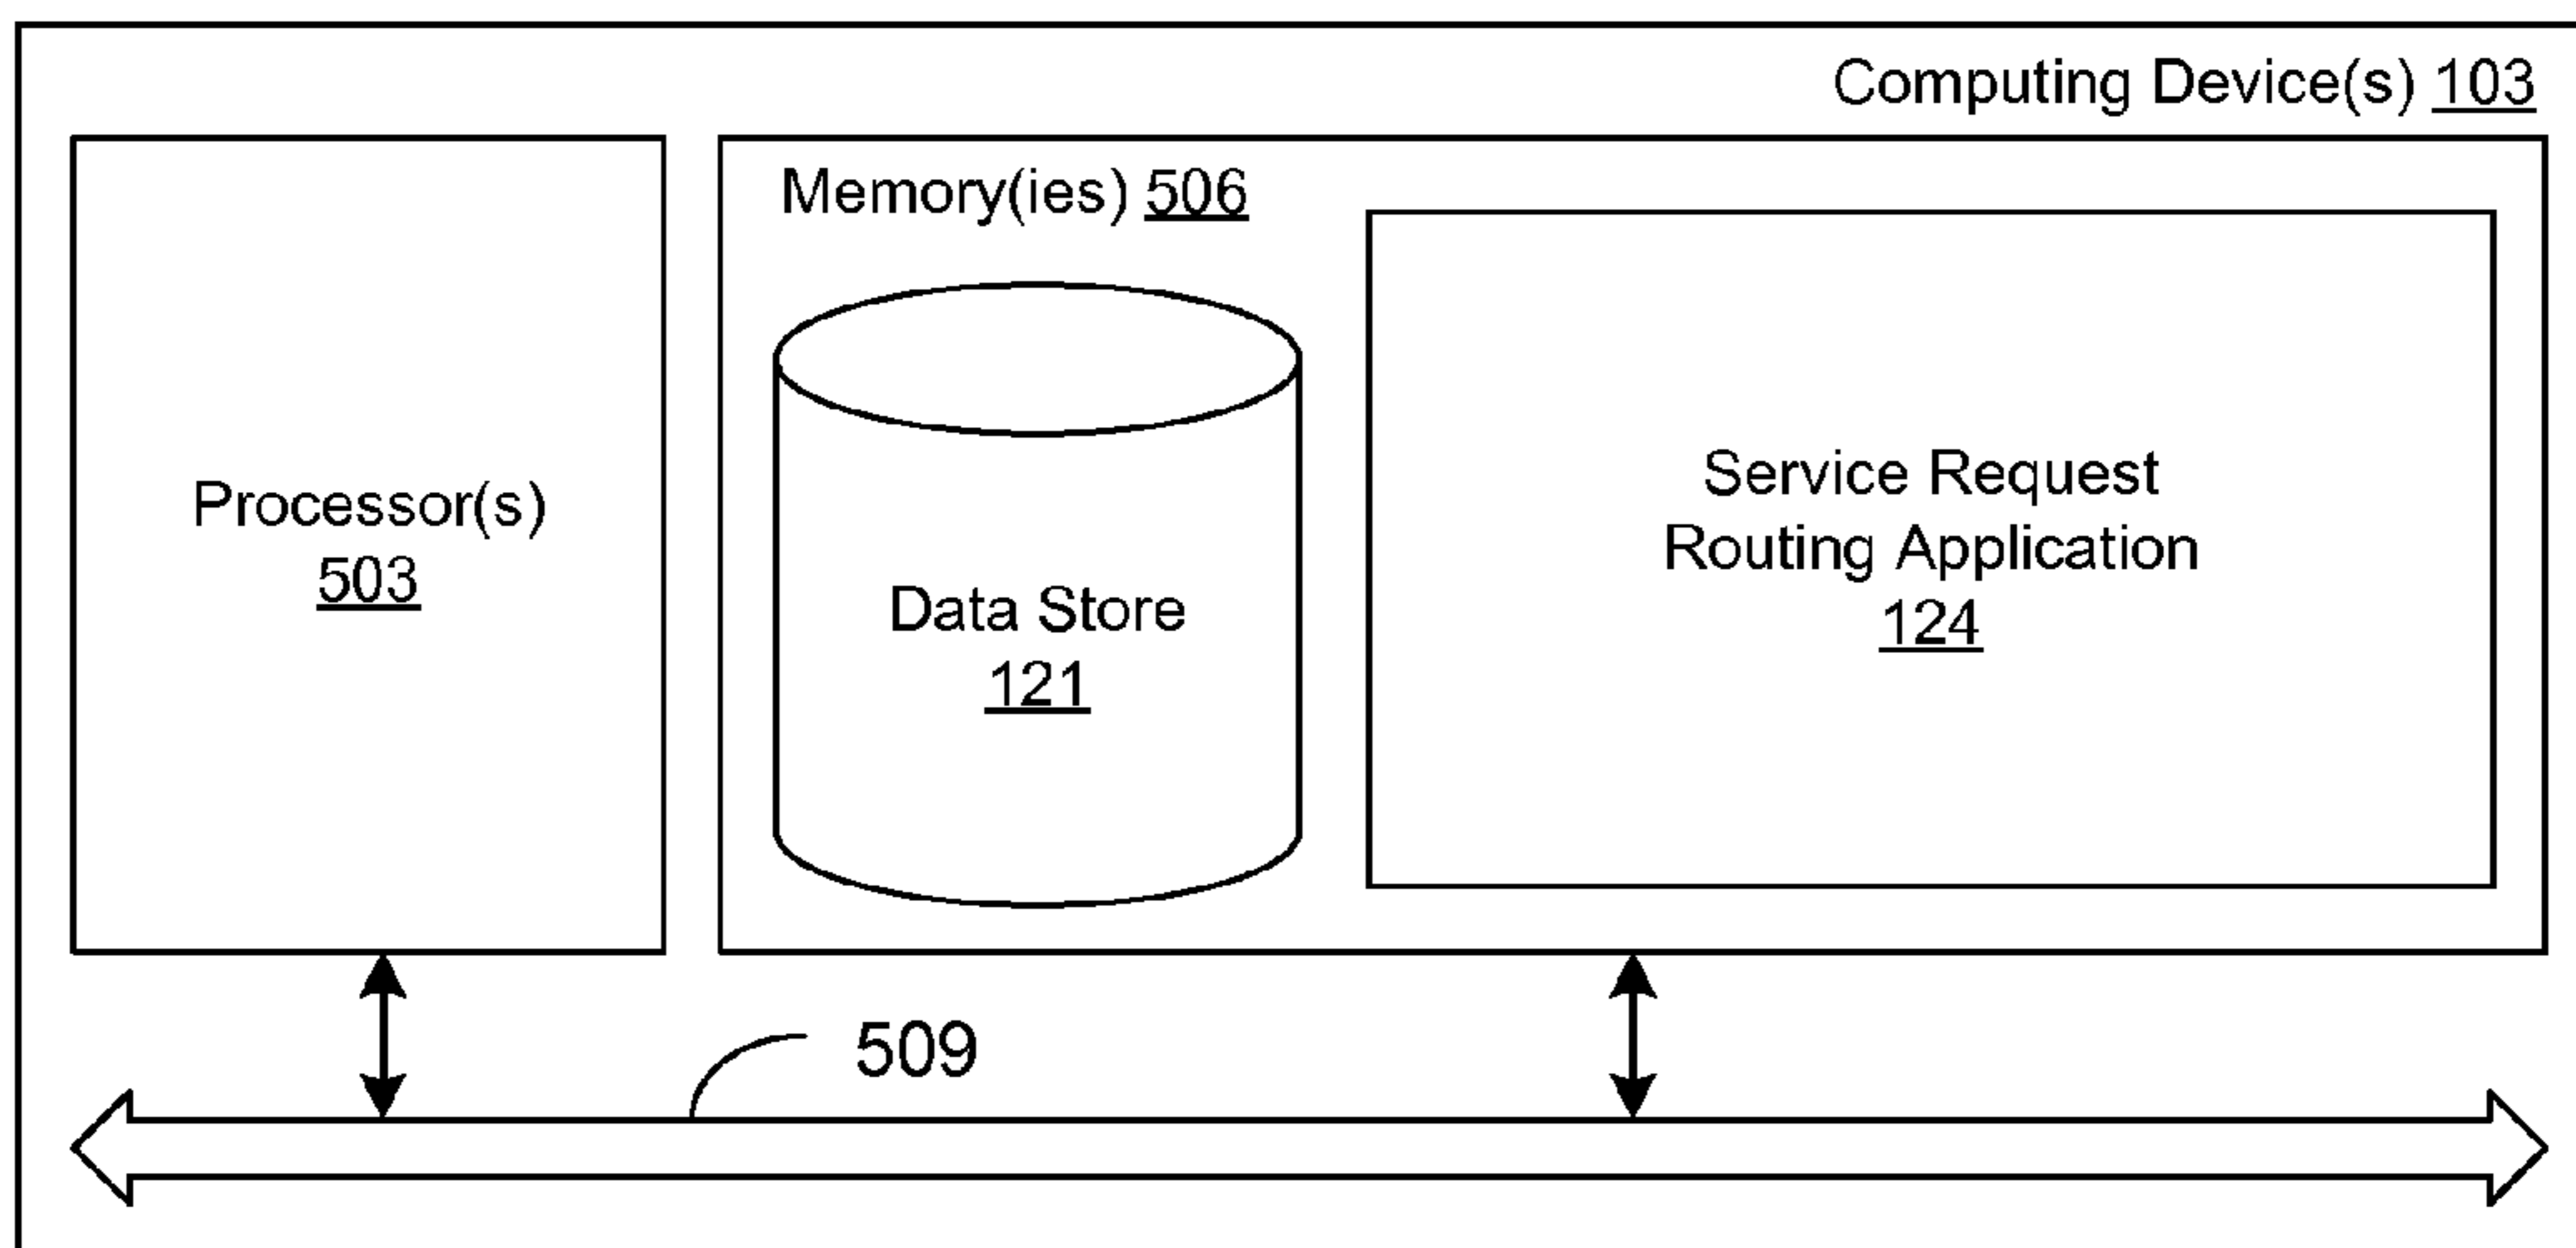 Computing Device(s) 103
Memory(ies) 506
Processor(s)
503
Data Store
121
Service Request
Routing Application
124
509